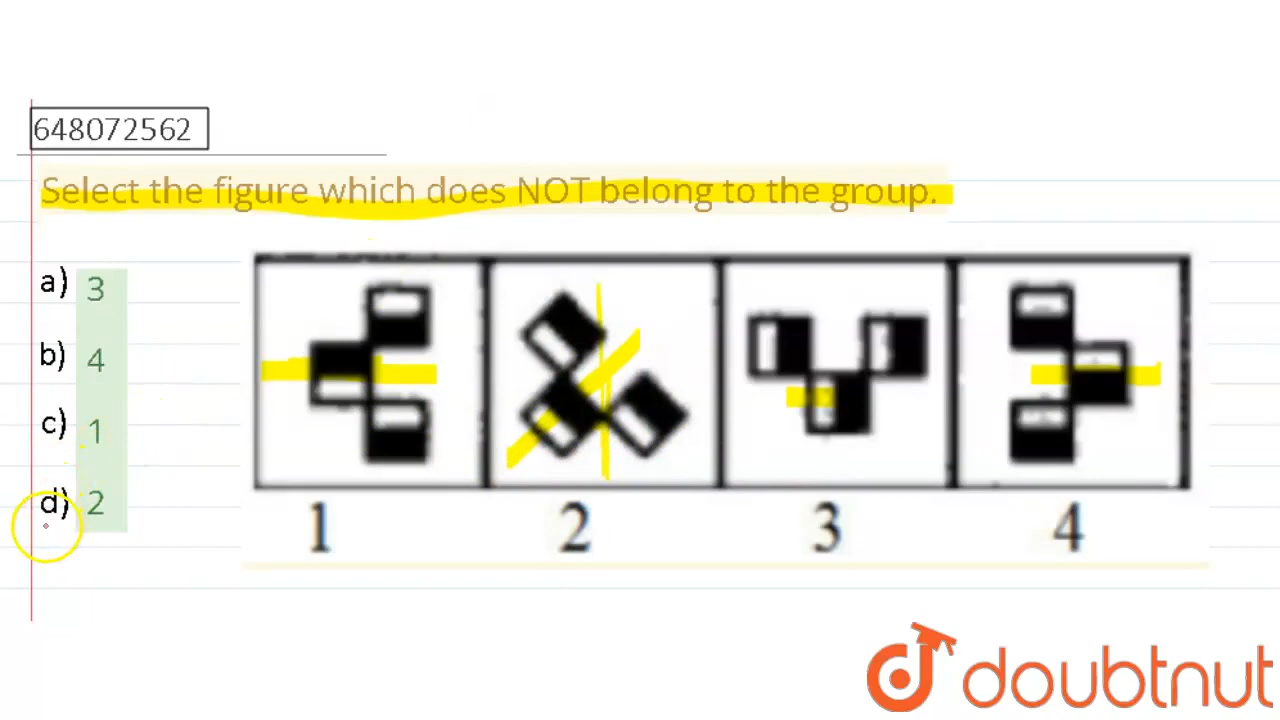 648072562
Select the figure which does NOT belong to the group.
a) 3
b) 4
c) 1
d) 2
1 2 3 4
doubtnut